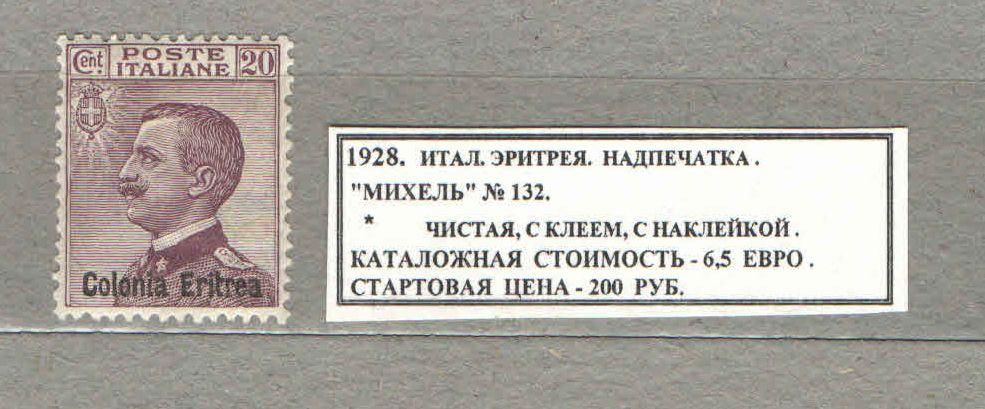 Cent POSTE ITALIANE 20
Colonia Eritrea
1928. ИТАЛ. ЭРИТРЕЯ. НАДПЕЧАТКА.
"МИХЕЛЬ" № 132.
* ЧИСТАЯ, С КЛЕЕМ, С НАКЛЕЙКОЙ.
КАТАЛОЖНАЯ СТОИМОСТЬ - 6,5 ЕВРО.
СТАРТОВАЯ ЦЕНА - 200 РУБ.